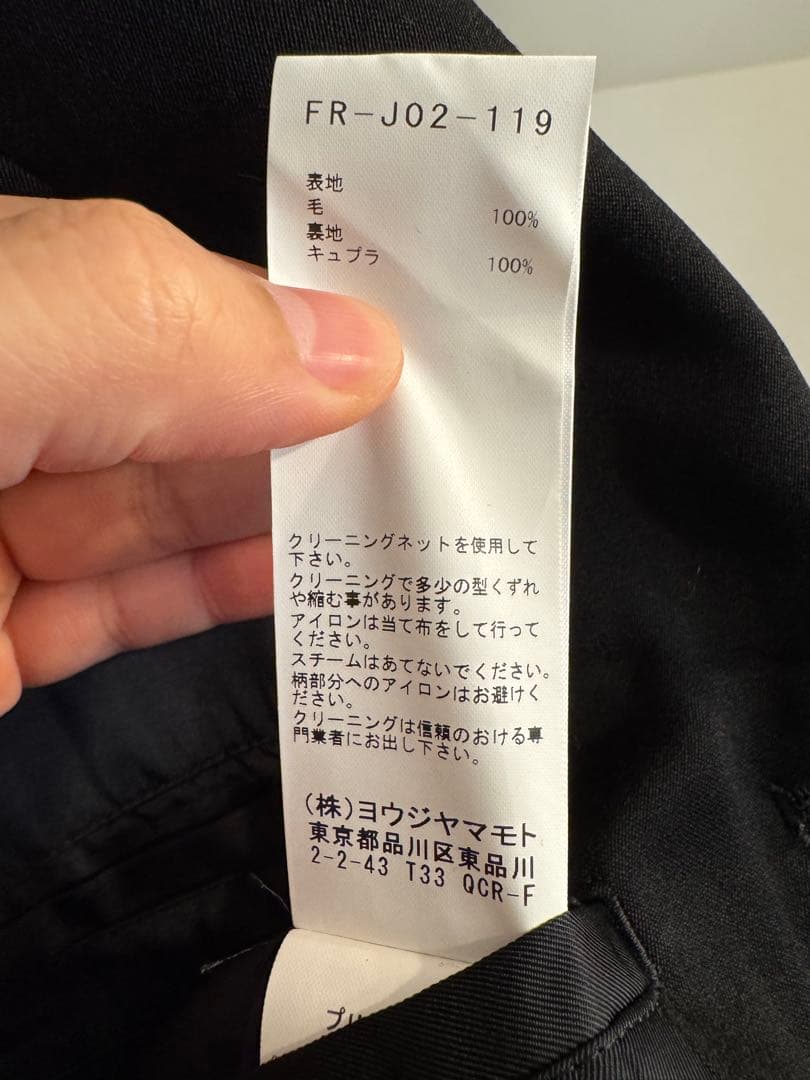 FR-J02-119
表地
毛 100%
裏地
キュプラ 100%
クリーニングネットを使用して
下さい。
クリーニングで多少の型くずれ
や縮む事があります。
アイロンは当て布をして行って
ください。
スチームはあてないでください。
柄部分へのアイロンはお避けく
ださい。
クリーニングは信頼のおける専
門業者にお出し下さい。
(株)ヨウジヤマモト
東京都品川区東品川
2-2-43 T33 QCR-F